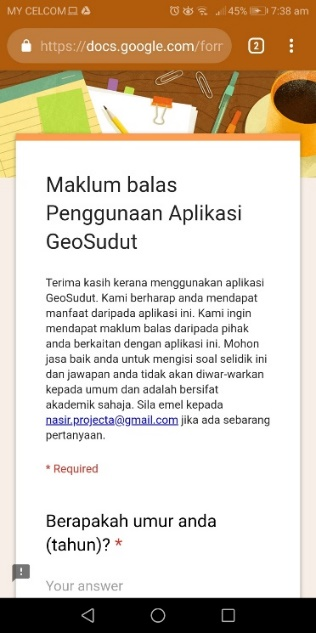 MY CELCOM 45% 7:38 am
https://docs.google.com/forr 2
Maklum balas
Penggunaan Aplikasi
GeoSudut
Terima kasih kerana menggunakan aplikasi
GeoSudut. Kami berharap anda mendapat
manfaat daripada aplikasi ini. Kami ingin
mendapat maklum balas daripada pihak
anda berkaitan dengan aplikasi ini. Mohon
jasa baik anda untuk mengisi soal selidik ini
dan jawapan anda tidak akan diwar-warkan
kepada umum dan adalah bersifat
akademik sahaja. Sila emel kepada
nasir.projecta@gmail.com jika ada sebarang
pertanyaan.
* Required
Berapakah umur anda
(tahun)? *
Your answer